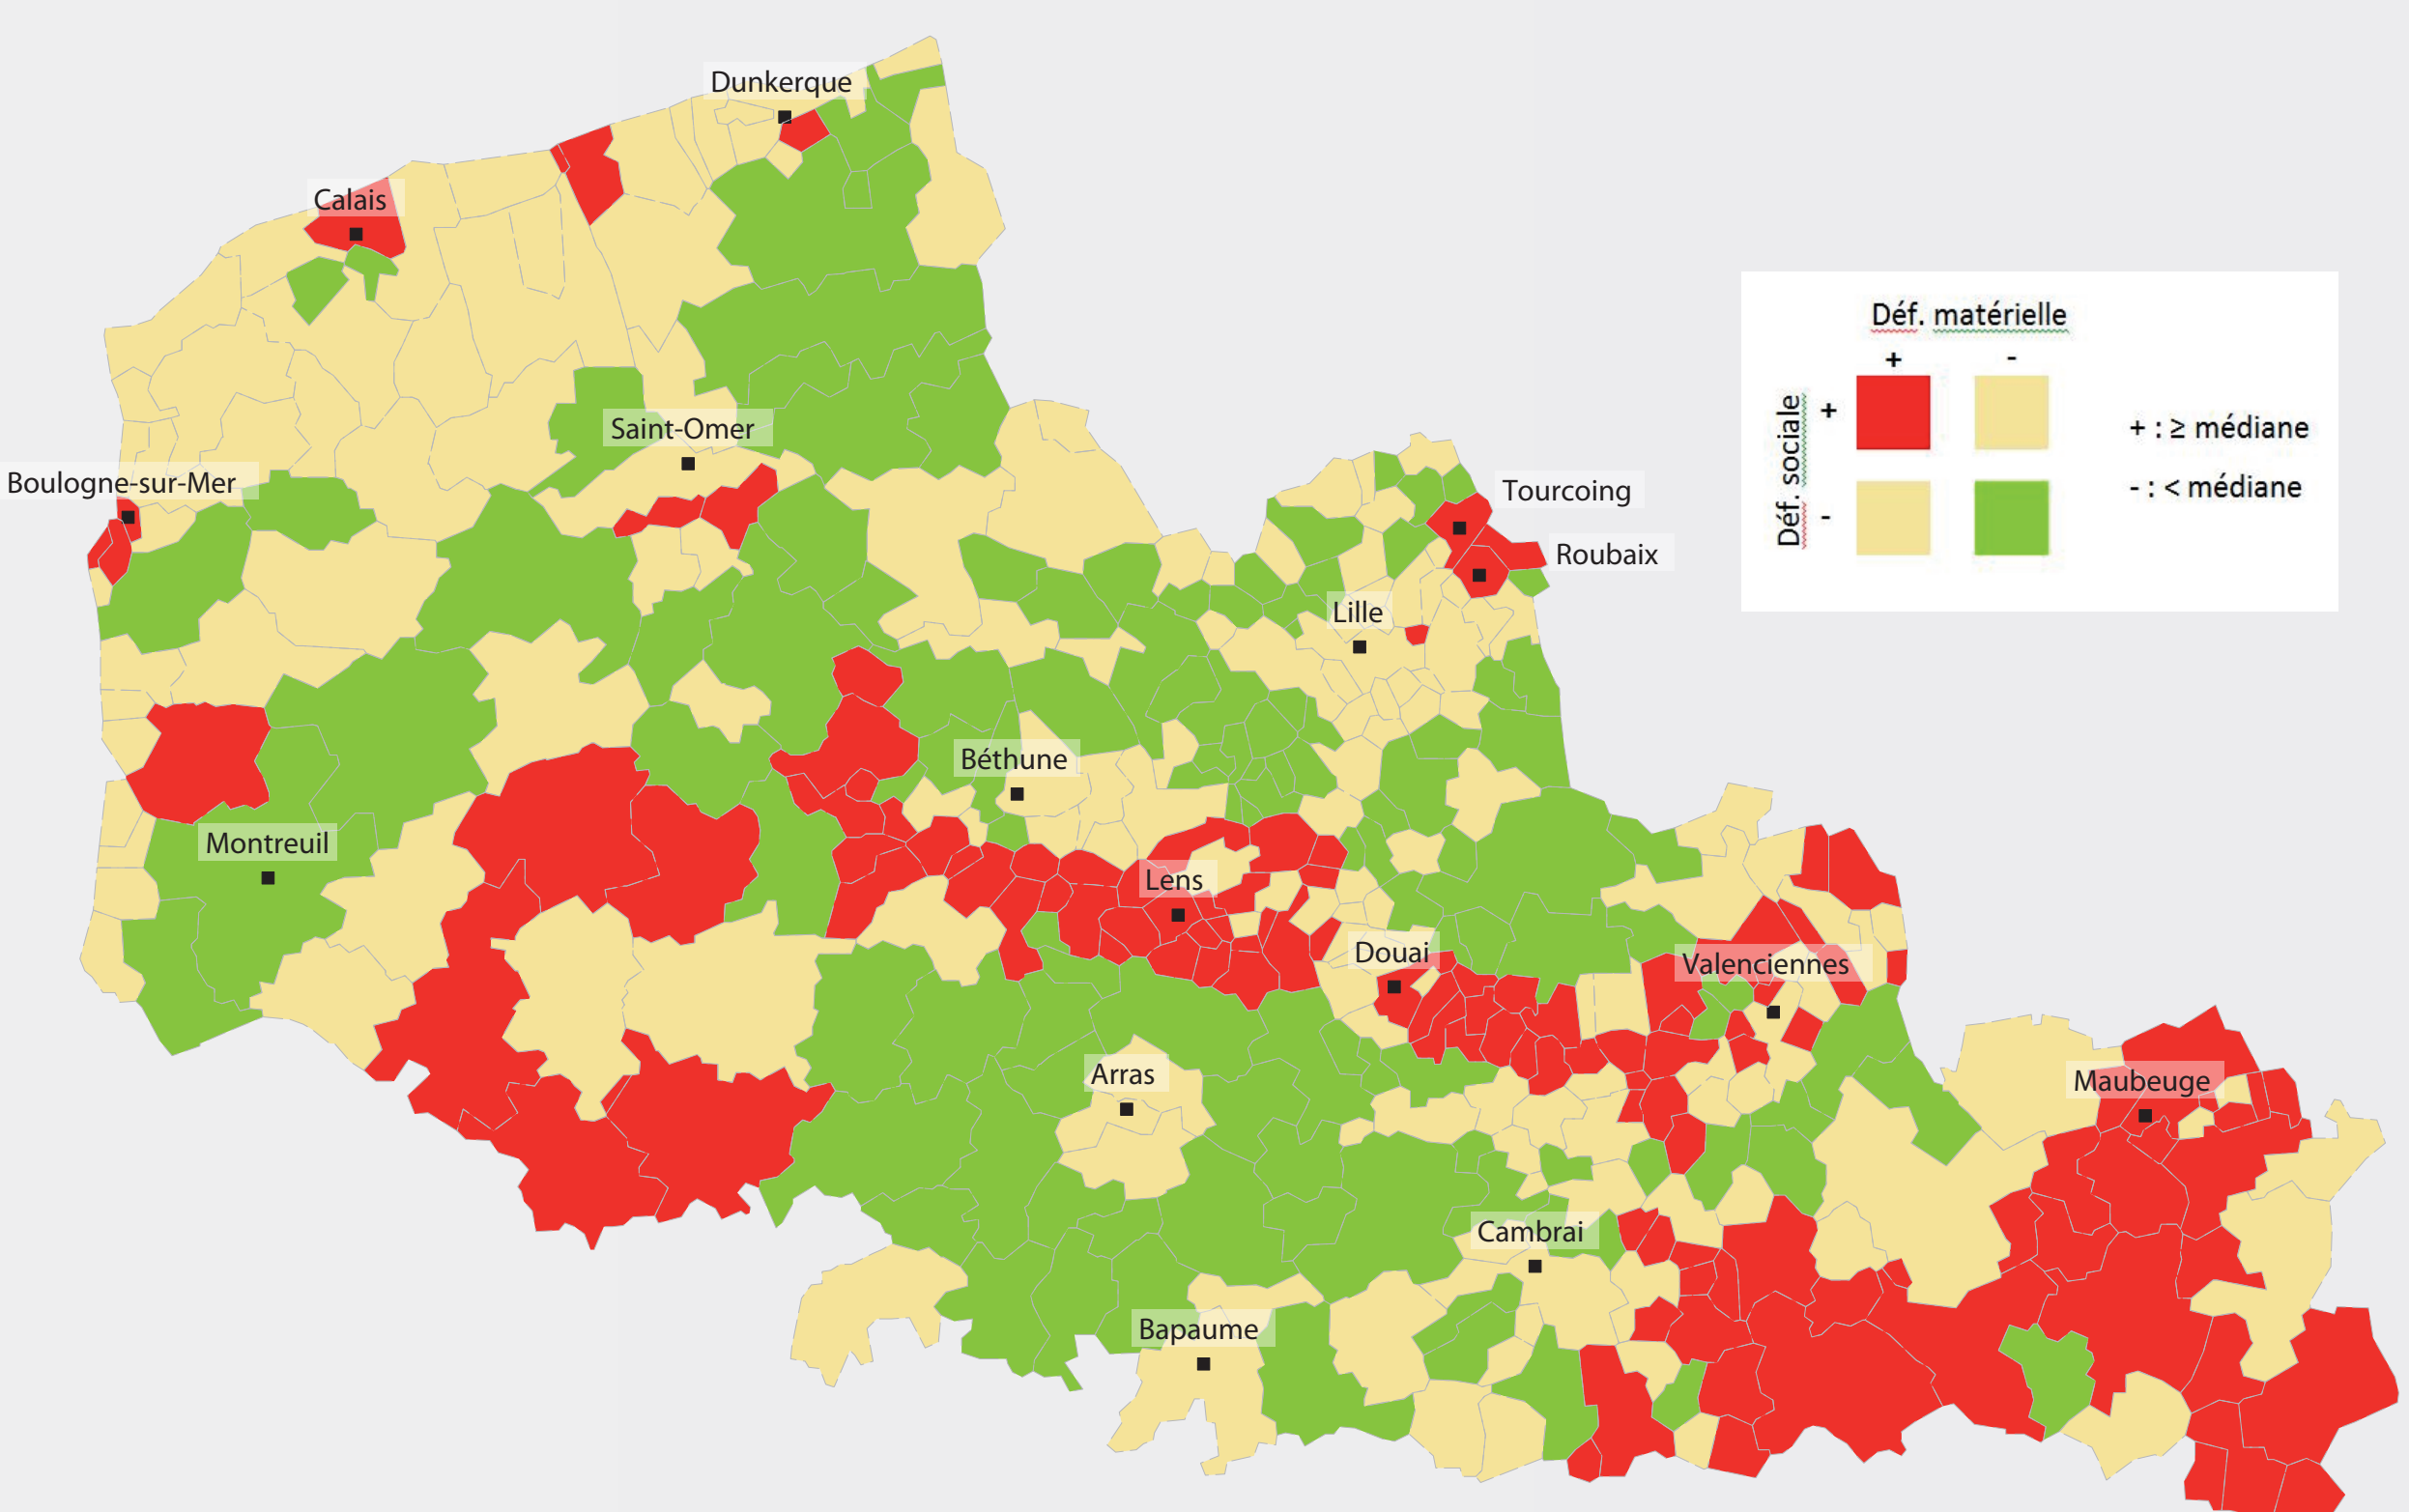 Dunkerque
Calais
Saint-Omer
Boulogne-sur-Mer
Tourcoing
Roubaix
Lille
Béthune
Montreuil
Lens
Douai
Valenciennes
Arras
Maubeuge
Cambrai
Bapaume
Déf. matérielle
+ -
Déf. sociale
+
-
+ : ≥ médiane
- : < médiane